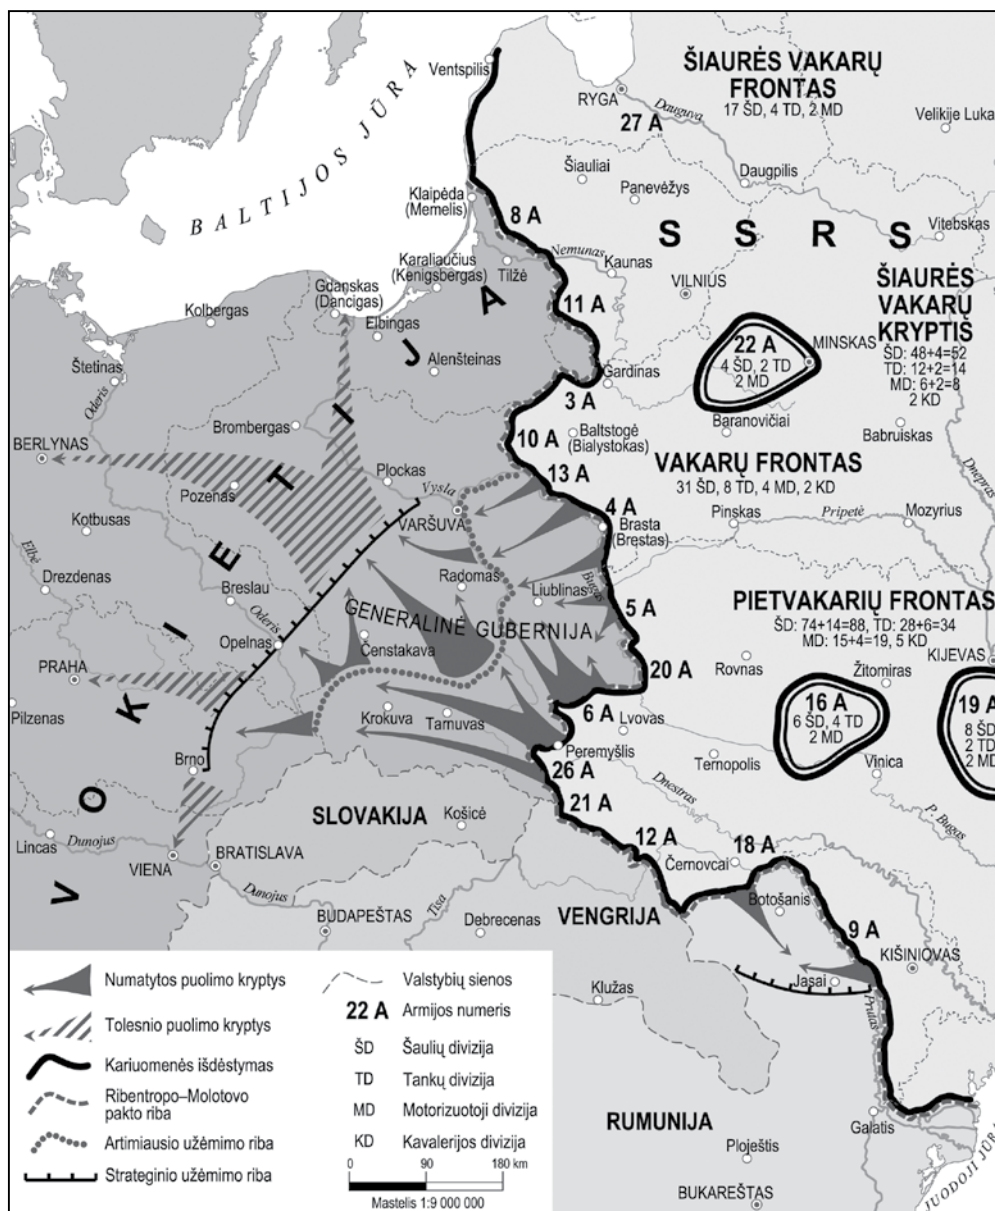 Ventspilis
RYGA
Dauguva
27 A
ŠIAURĖS VAKARŲ
FRONTAS
17 ŠD, 4 TD, 2 MD
Velikije Luka
BALTIJOS JŪRA
Šiauliai
Panevėžys
Daugpilis
Klaipėda
(Memelis)
8 A
S S R S
Vitebskas
Nemunas
Kaunas
Karaliaučius
(Kenigsbergas)
Tilžė
VILNIUS
ŠIAURĖS
VAKARŲ
KRYPTIS
ŠD: 48+4=52
TD: 12+2=14
MD: 6+2=8
2 KD
Gdanskas
(Dancigas)
Kolbergas
Elbingas
11 A
22 A
4 ŠD, 2 TD
2 MD
MINSKAS
Štetinas
Alenšteinas
Gardinas
3 A
Oderis
Brombergas
10 A
Baltstogė
(Bialystokas)
Baranovičiai
Babruiskas
Dnepras
BERLYNAS
Plockas
13 A
VAKARŲ FRONTAS
31 ŠD, 8 TD, 4 MD, 2 KD
Pozenas
Vysla
4 A
VARŠUVA
Brasta
(Brestas)
Pinskas
Pripetė
Mozyrius
Kotbusas
Elbė
Drezdenas
Breslau
Radomas
Liublinas
Bugas
5 A
PIETVAKARIŲ FRONTAS
ŠD: 74+14=88, TD: 28+6=34
MD: 15+4=19, 5 KD
Oderis
Opelnas
GENERALINĖ GUBERNIJA
Čenstakava
20 A
Rovnas
Žitomiras
KIJEVAS
PRAHA
VOKIETIJA
Pilzenas
Krokuva
Tarnuvas
6 A
Lvovas
16 A
6 ŠD, 4 TD
2 MD
19 A
8 ŠD
2 TD
2 MD
Brno
Peremyšlis
26 A
Ternopolis
Vinica
21 A
Dnestras
P. Bugas
SLOVAKIJA
Košicė
Lincas
Dunojus
VIENA
BRATISLAVA
12 A
Černovcai
18 A
Dunojus
BUDAPEŠTAS
Tisa
Debrecenas
VENGRIJA
Botošanis
9 A
KIŠINIOVAS
Jasai
Klužas
Prutas
RUMUNIJA
Galatis
Ploještis
BUKAREŠTAS
JUODOJI JŪRA
Numatytos puolimo kryptys
Tolesnio puolimo kryptys
Kariuomenės išdėstymas
Ribentropo–Molotovo
pakto riba
Artimiausio užėmimo riba
Strateginio užėmimo riba
Valstybių sienos
22 A Armijos numeris
ŠD Šaulių divizija
TD Tankų divizija
MD Motorizuotoji divizija
KD Kavalerijos divizija
0 90 180 km
Mastelis 1:9 000 000